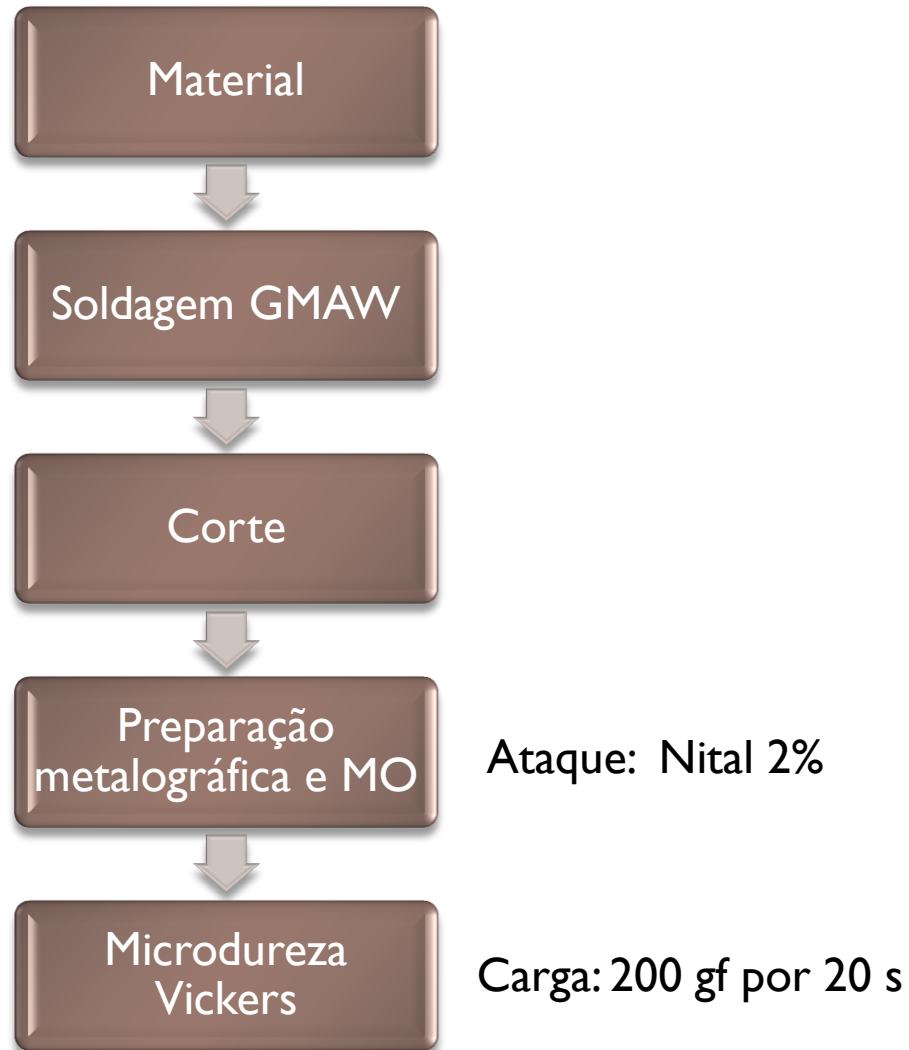 Material
Soldagem GMAW
Corte
Preparação
metalográfica e MO
Ataque: Nital 2%
Microdureza
Vickers
Carga: 200 gf por 20 s